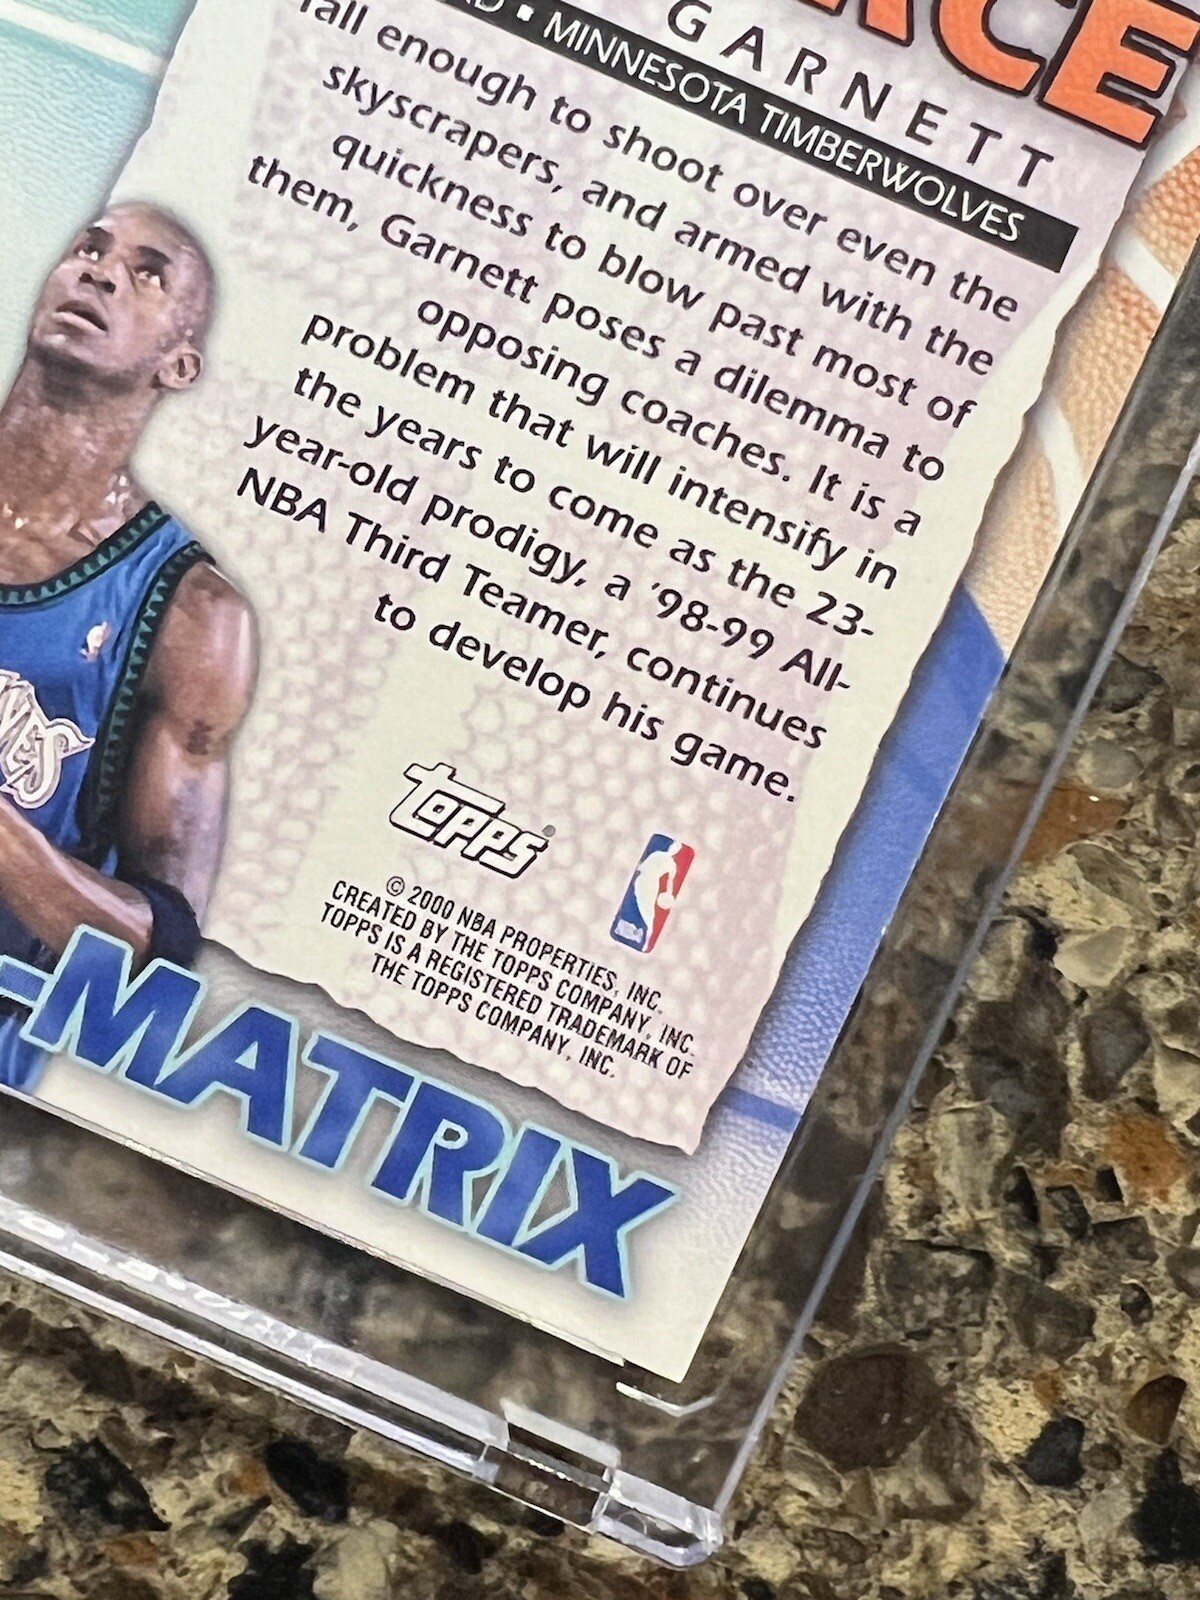 GARNETT
• MINNESOTA TIMBERWOLVES
Tall enough to shoot over even the
skyscrapers, and armed with the
quickness to blow past most of
them, Garnett poses a dilemma to
opposing coaches. It is a
problem that will intensify in
the years to come as the 23-
year-old prodigy, a '98-99 All-
NBA Third Teamer, continues
to develop his game.
TOPPS
© 2000 NBA PROPERTIES, INC.
CREATED BY THE TOPPS COMPANY, INC.
TOPPS IS A REGISTERED TRADEMARK OF
THE TOPPS COMPANY, INC.
-MATRIX